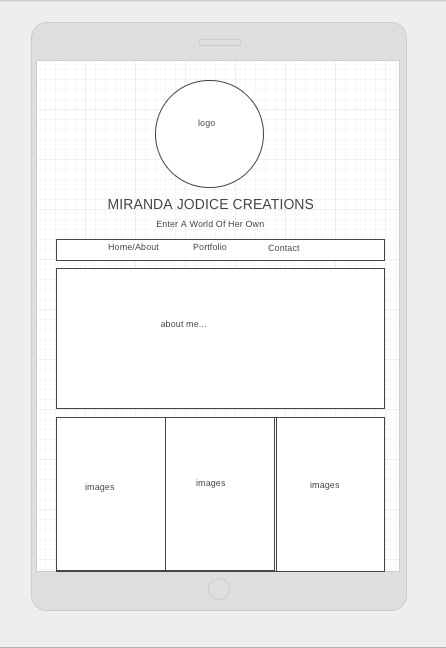 logo
MIRANDA JODICE CREATIONS
Enter A World Of Her Own
Home/About Portfolio Contact
about me...
images images images